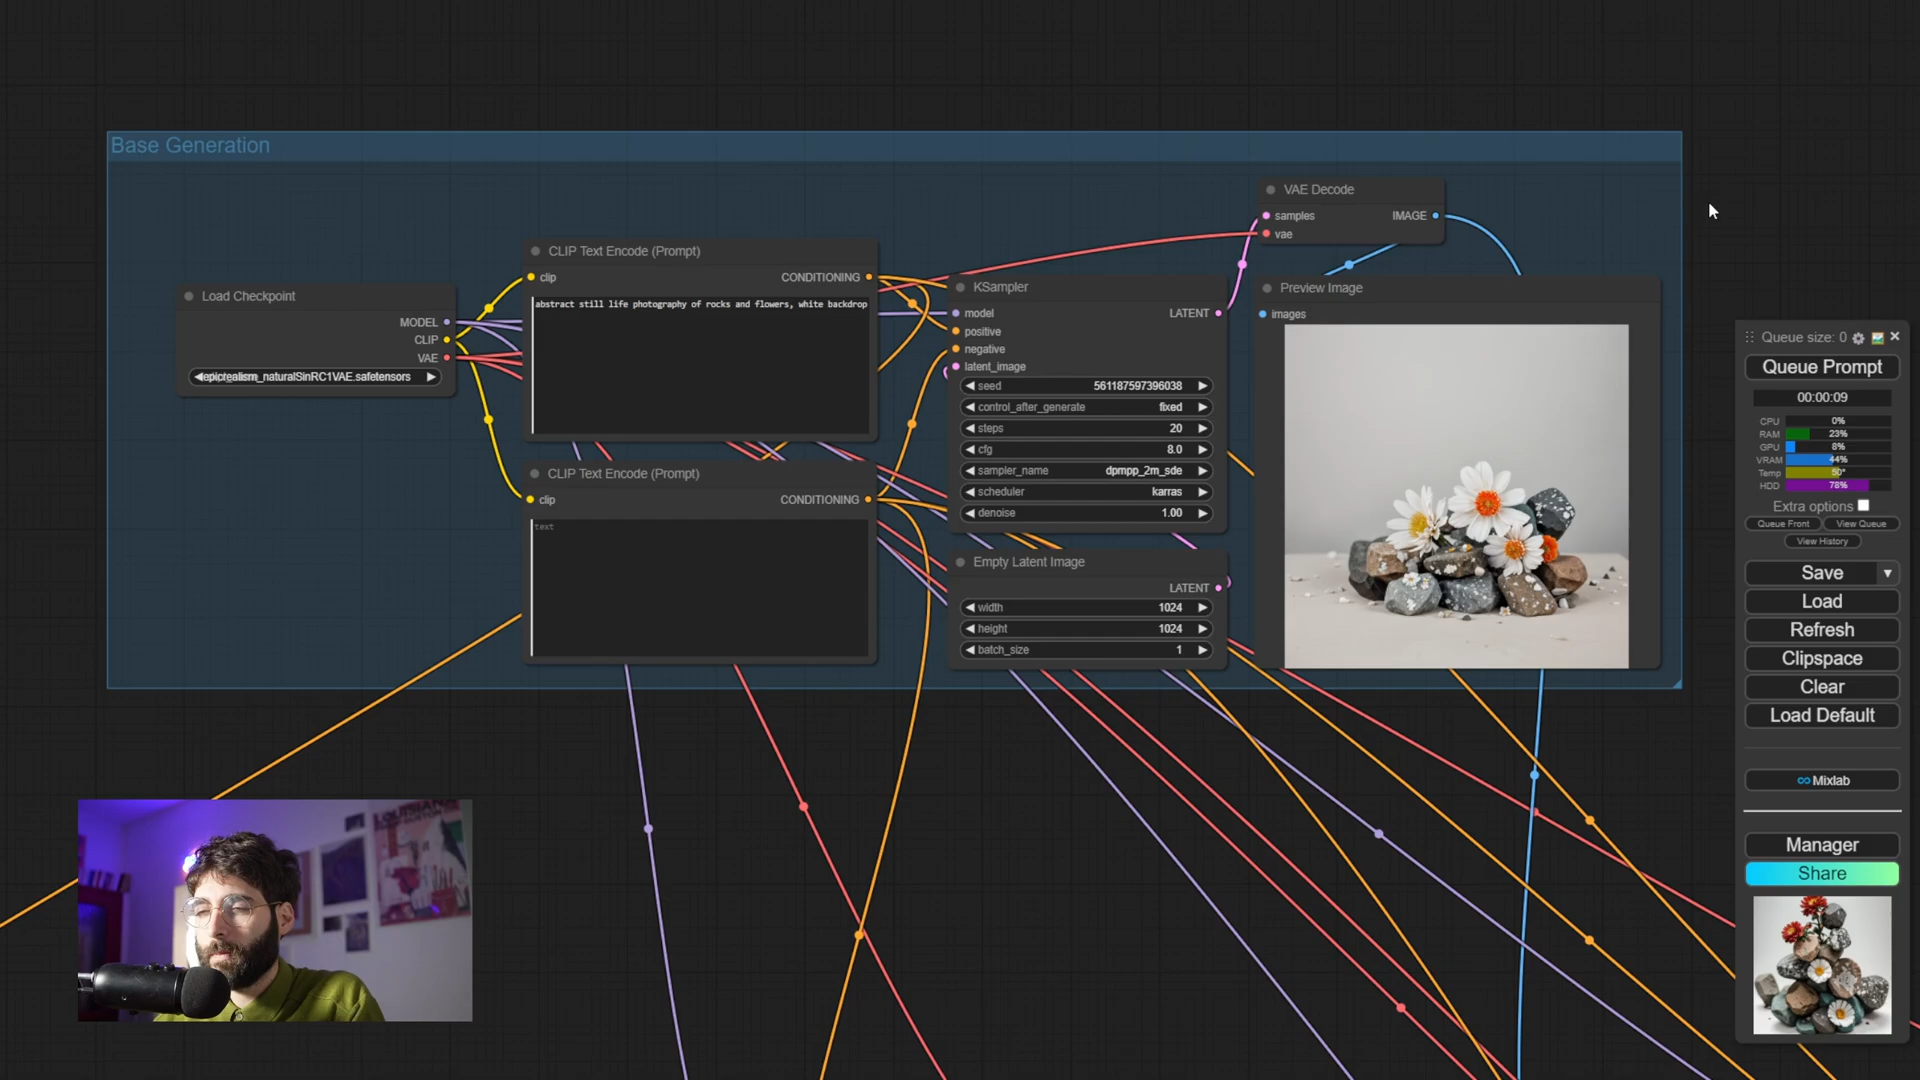 Base Generation
Load Checkpoint
MODEL
CLIP
VAE
epicrealism_naturalSinRC1VAE.safetensors
CLIP Text Encode (Prompt)
clip
CONDITIONING
abstract still life photography of rocks and flowers, white backdrop
CLIP Text Encode (Prompt)
clip
CONDITIONING
text
KSampler
model
LATENT
positive
negative
latent_image
seed 561187597396038
control_after_generate fixed
steps 20
cfg 8.0
sampler_name dpmpp_2m_sde
scheduler karras
denoise 1.00
Empty Latent Image
LATENT
width 1024
height 1024
batch_size 1
VAE Decode
samples
IMAGE
vae
Preview Image
images
Queue size: 0
Queue Prompt
00:00:09
CPU 0%
RAM 23%
GPU 8%
VRAM 44%
Temp 50°
HDD 78%
Extra options
Queue Front
View Queue
View History
Save
Load
Refresh
Clipspace
Clear
Load Default
Mixlab
Manager
Share
LOUISIANA